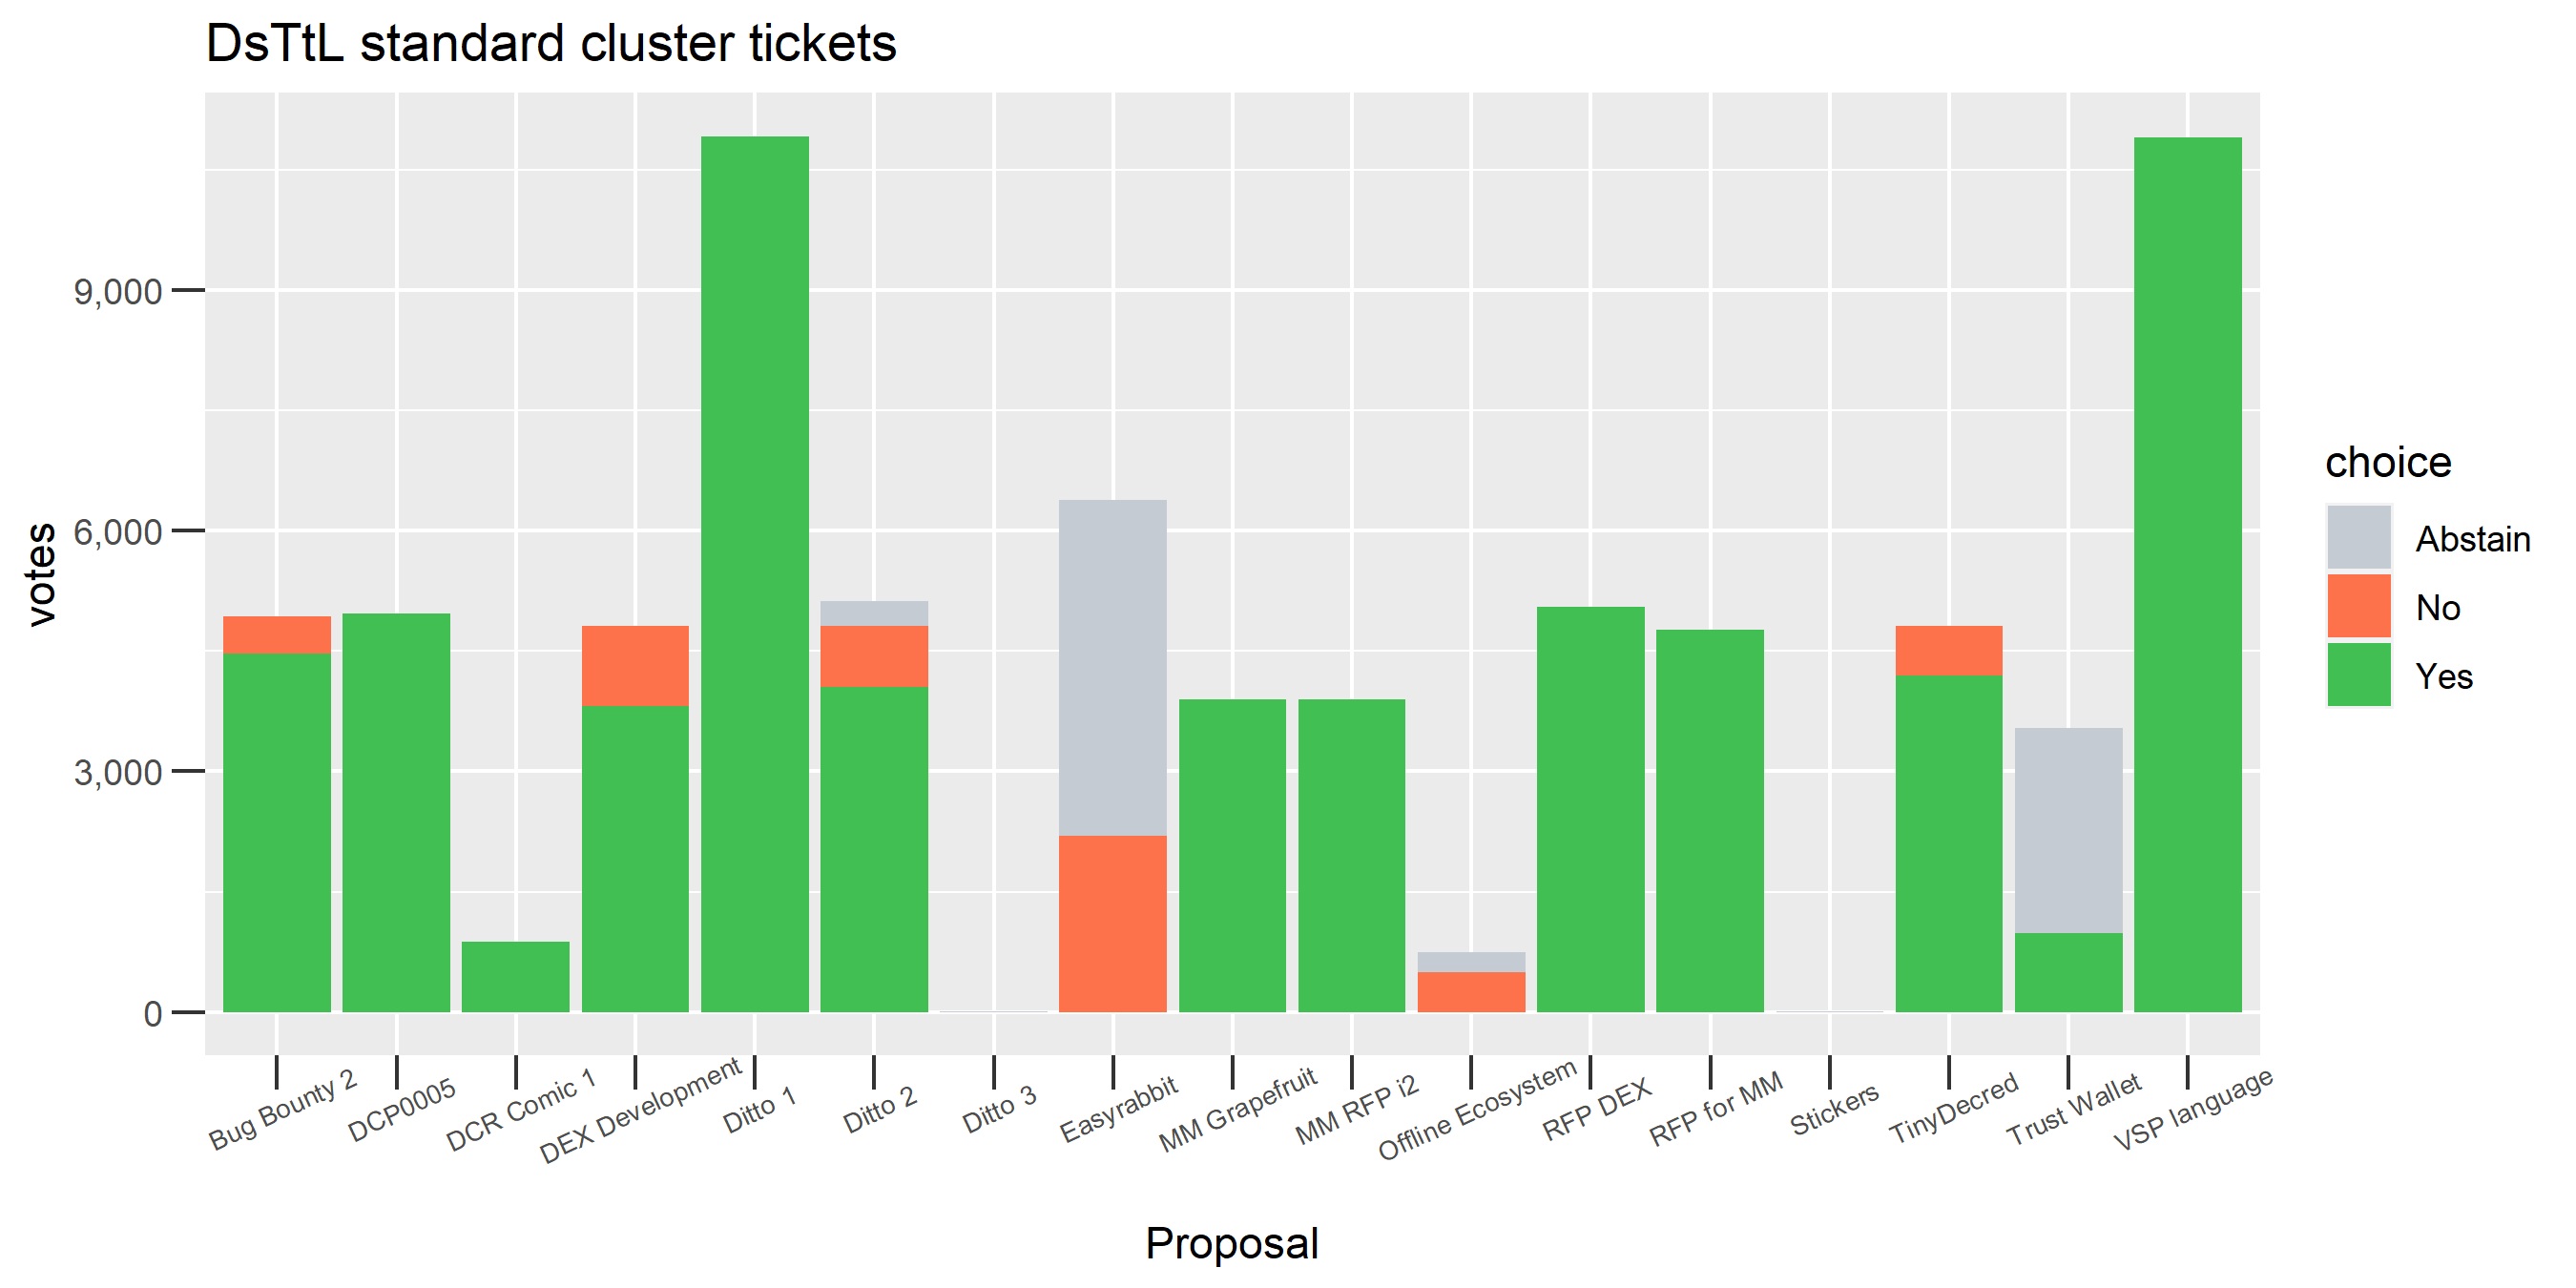 DsTtL standard cluster tickets
votes
9,000
6,000
3,000
0
Bug Bounty 2
DCP0005
DCR Comic 1
DEX Development
Ditto 1
Ditto 2
Ditto 3
Easyrabbit
MM Grapefruit
MM RFP i2
Offline Ecosystem
RFP DEX
RFP for MM
Stickers
TinyDecred
Trust Wallet
VSP language
Proposal
choice
Abstain
No
Yes